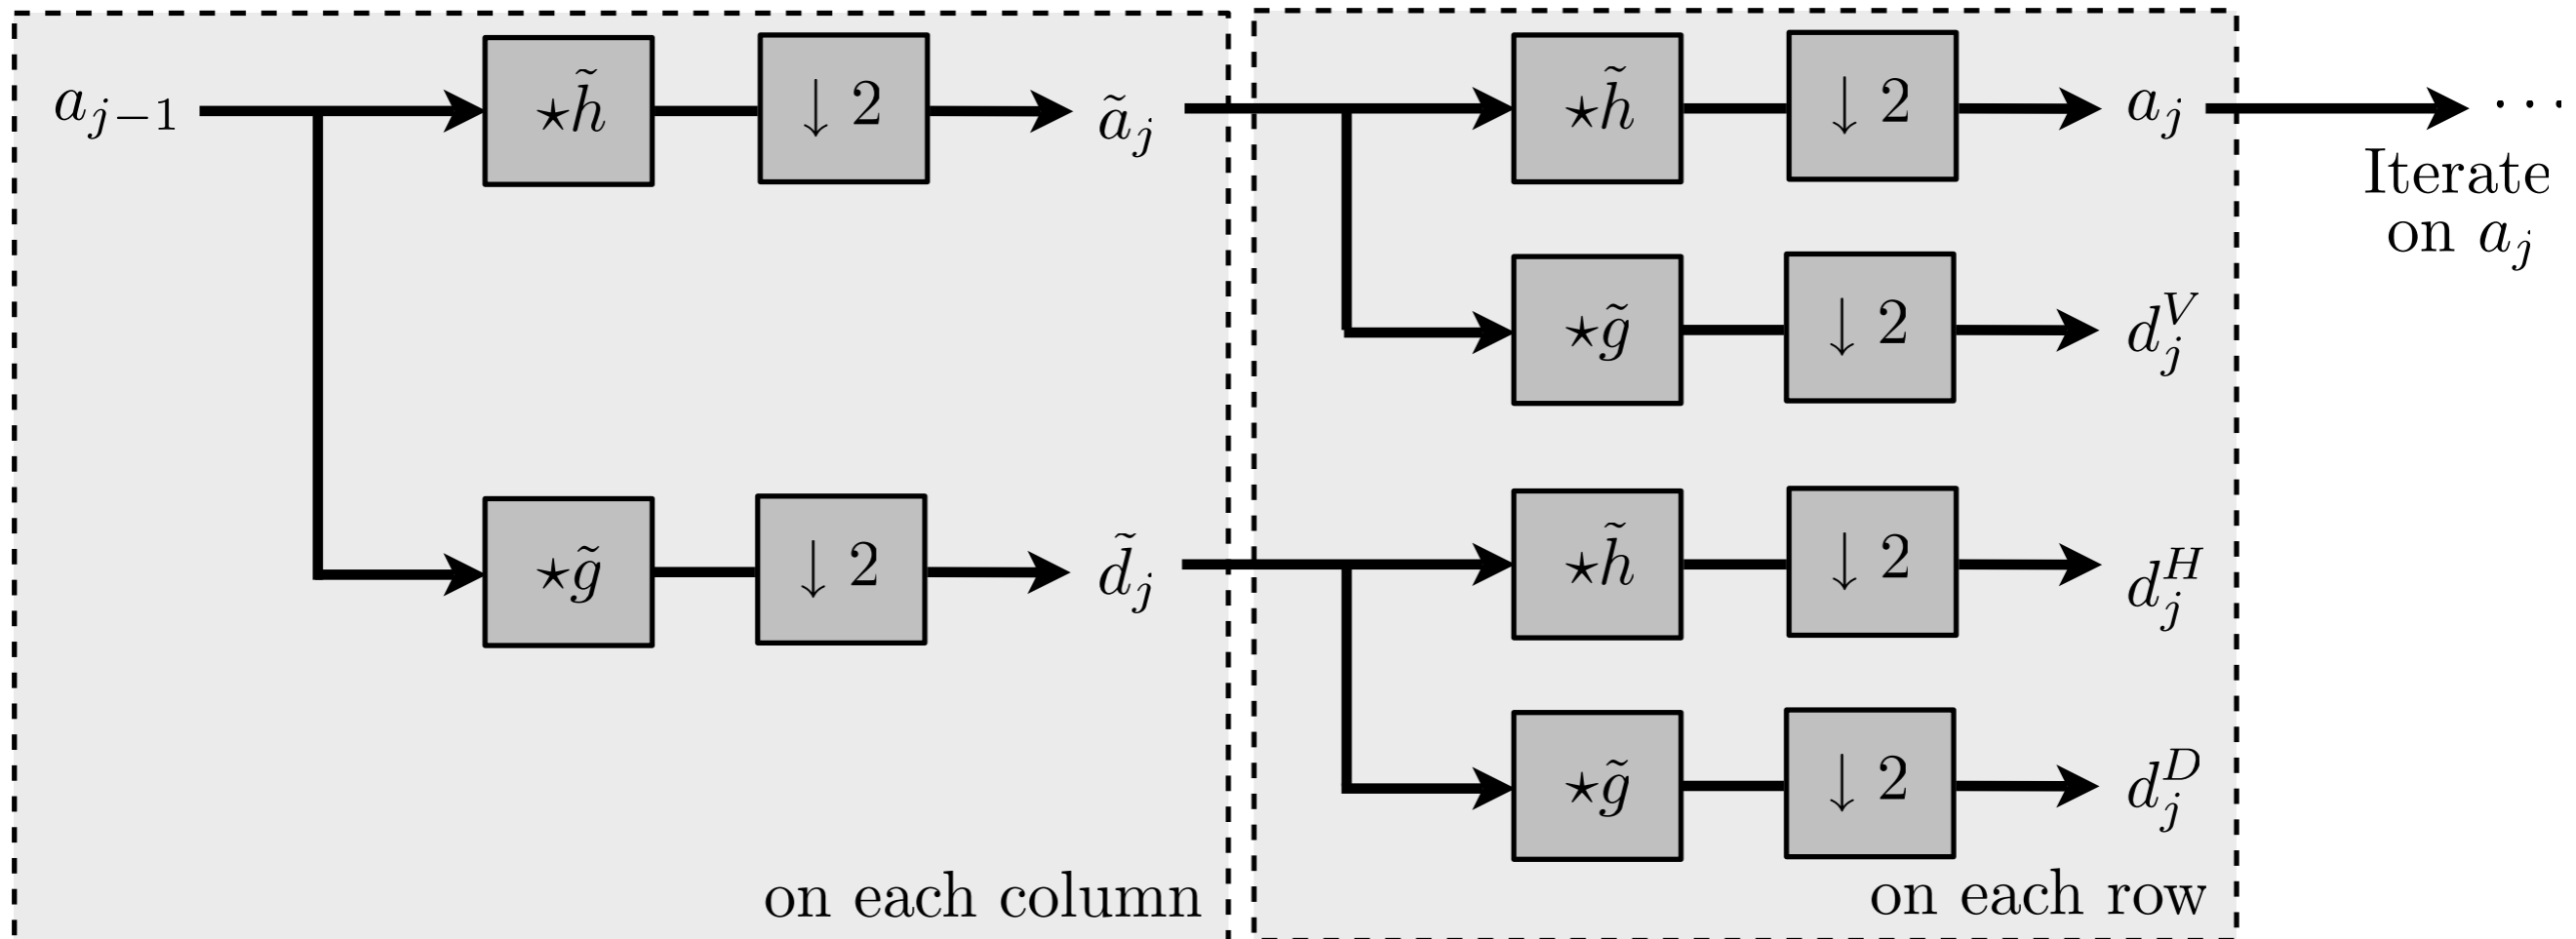 a_{j-1} ⋆h̃ ↓ 2 ã_j ⋆h̃ ↓ 2 a_j ···
Iterate
on a_j
⋆g̃ ↓ 2 d_j^V
⋆g̃ ↓ 2 d̃_j ⋆h̃ ↓ 2 d_j^H
⋆g̃ ↓ 2 d_j^D
on each column on each row